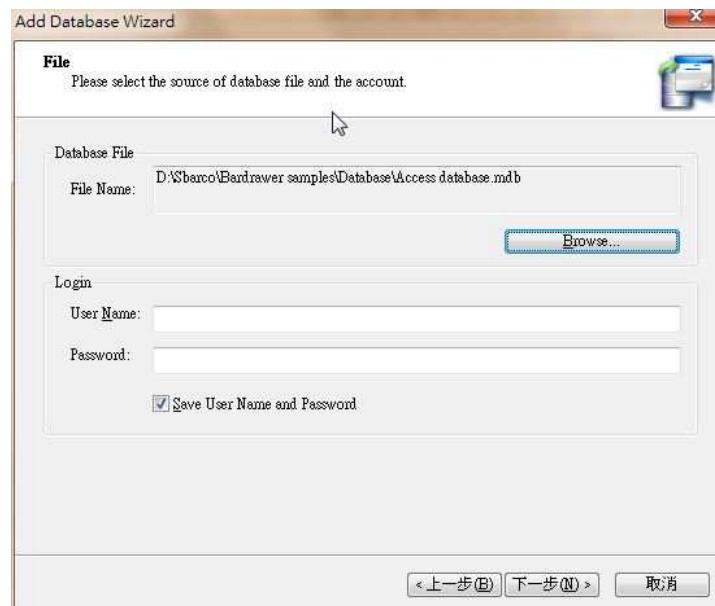 Add Database Wizard
File
Please select the source of database file and the account.
Database File
File Name:
D:\Sbarco\Bardrawer samples\Database\Access database.mdb
Browse...
Login
User Name:
Password:
Save User Name and Password
<上一步(B)
下一步(N)>
取消